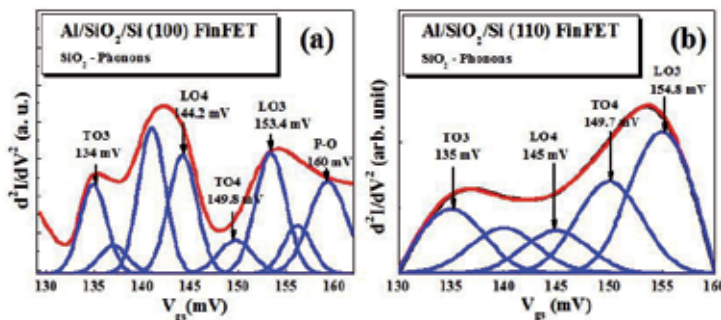 Al/SiO2/Si (100) FinFET
SiO2 - Phonons
(a)
d²I/dV² (a. u.)
TO3
134 mV
LO4
144.2 mV
TO4
149.8 mV
LO3
153.4 mV
P-O
160 mV
135 140 145 150 155 160
Vgs(mV)
Al/SiO2/Si (110) FinFET
SiO2 - Phonons
(b)
d²I/dV² (arb. unit)
TO3
135 mV
LO4
145 mV
TO4
149.7 mV
LO3
154.8 mV
130 135 140 145 150 155 160
Vgs(mV)